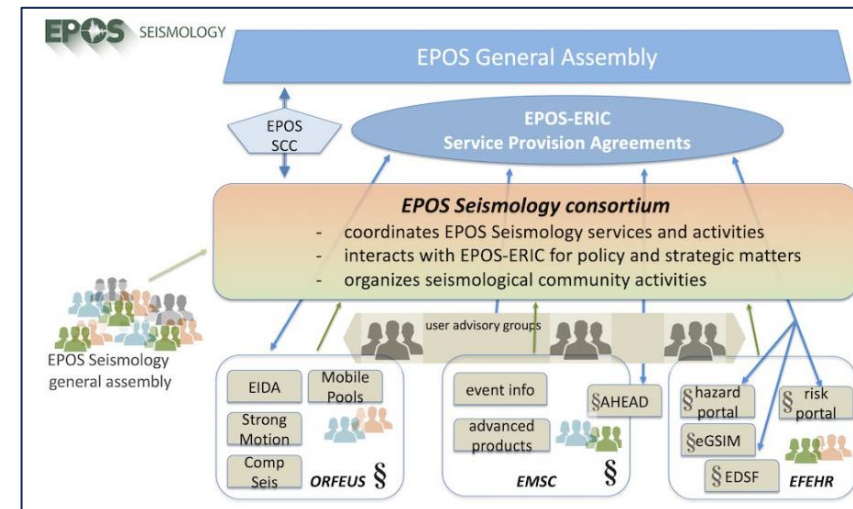 EPOS SEISMOLOGY
EPOS General Assembly
EPOS
SCC
EPOS-ERIC
Service Provision Agreements
EPOS Seismology consortium
- coordinates EPOS Seismology services and activities
- interacts with EPOS-ERIC for policy and strategic matters
- organizes seismological community activities
EPOS Seismology
general assembly
user advisory groups
EIDA
Mobile
Pools
Strong
Motion
Comp
Seis
ORFEUS §
event info
advanced
products
§AHEAD
EMSC §
§hazard
portal
§ risk
portal
§eGSIM
§ EDSF
EFEHR